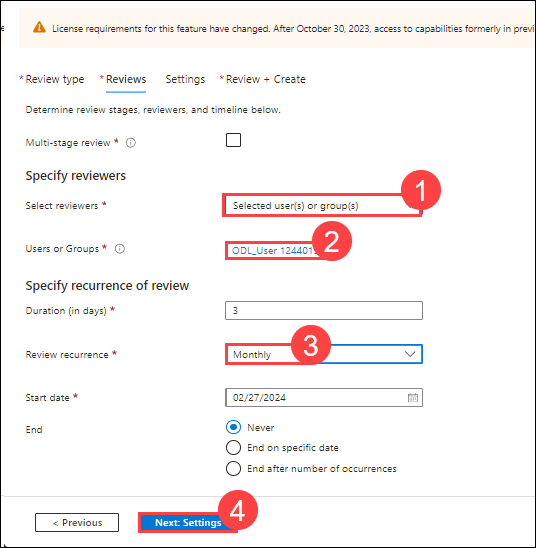 License requirements for this feature have changed. After October 30, 2023, access to capabilities formerly in previ
* Review type * Reviews Settings * Review + Create
Determine review stages, reviewers, and timeline below.
Multi-stage review *
Specify reviewers
1
Select reviewers * Selected user(s) or group(s)
2
Users or Groups * ODL_User 124401
Specify recurrence of review
Duration (in days) * 3
3
Review recurrence * Monthly
Start date * 02/27/2024
End Never
End on specific date
End after number of occurrences
4
< Previous Next: Settings